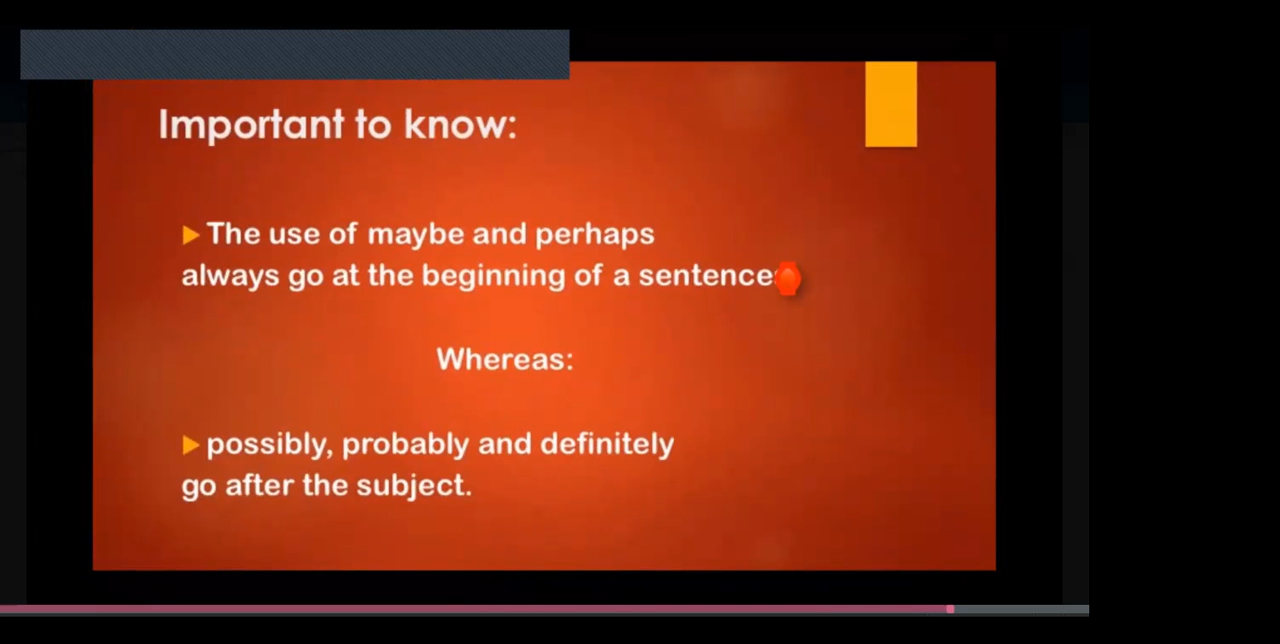 Important to know:
The use of maybe and perhaps
always go at the beginning of a sentence
Whereas:
possibly, probably and definitely
go after the subject.